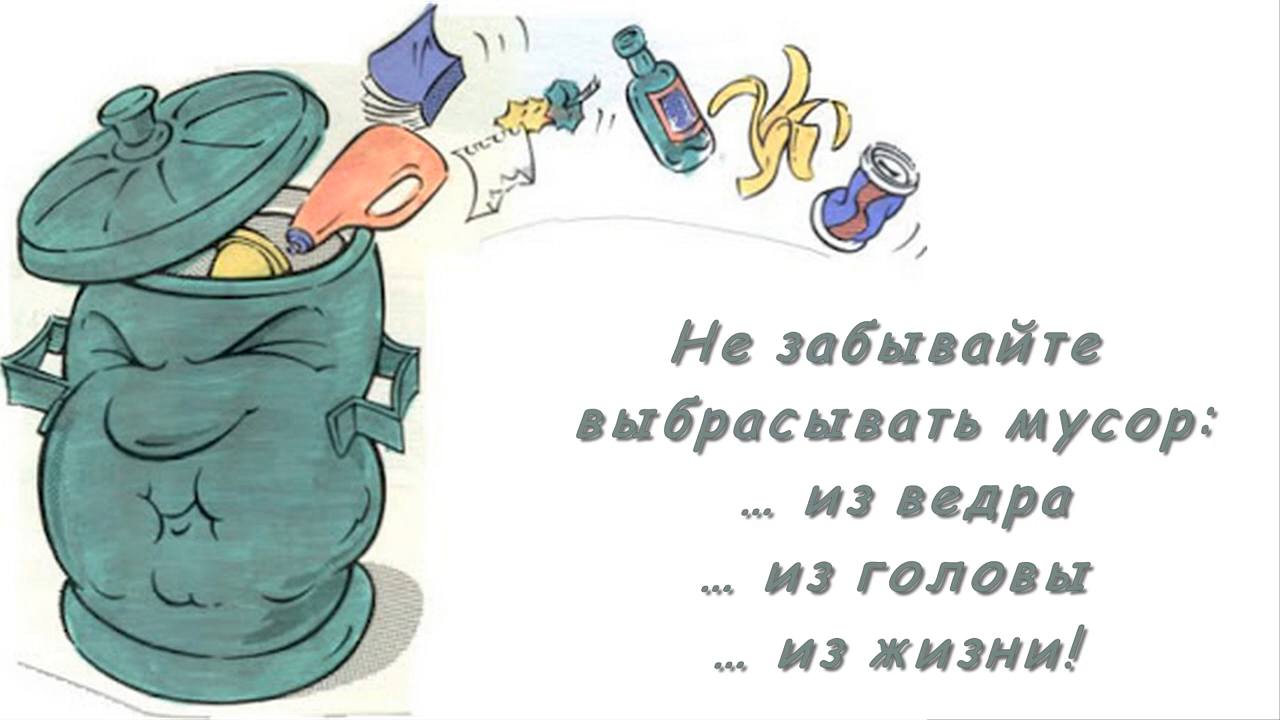 Не забывайте
выбрасывать мусор:
... из ведра
... из головы
... из жизни!